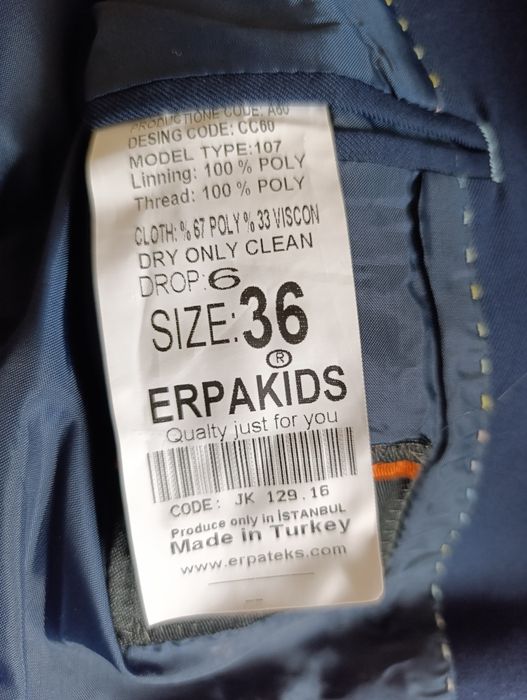 PRODUCTIONE CODE: A60
DESING CODE: CC60
MODEL TYPE:107
Linning: 100 % POLY
Thread: 100 % POLY
CLOTH: % 67 POLY % 33 VISCON
DRY ONLY CLEAN
DROP:6
SIZE:36
®
ERPAKIDS
Qualty just for you
CODE: JK 129.16
Produce only in İSTANBUL
Made in Turkey
www.erpateks.com